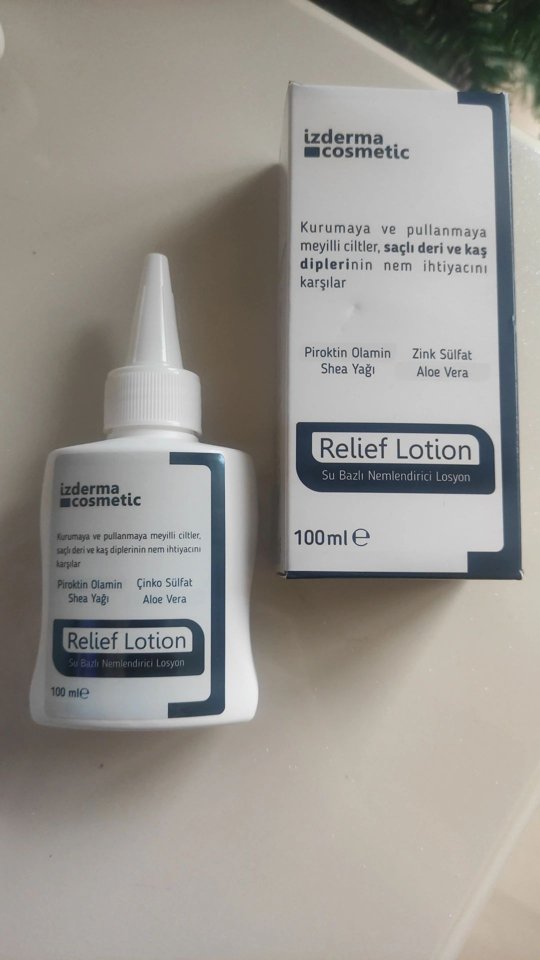 izderma
cosmetic
Kurumaya ve pullanmaya
meyilli ciltler, saçlı deri ve kaş
diplerinin nem ihtiyacını
karşılar
Piroktin Olamin Zink Sülfat
Shea Yağı Aloe Vera
Relief Lotion
Su Bazlı Nemlendirici Losyon
100ml℮
izderma
cosmetic
Kurumaya ve pullanmaya meyilli ciltler,
saçlı deri ve kaş diplerinin nem ihtiyacını
karşılar
Piroktin Olamin Çinko Sülfat
Shea Yağı Aloe Vera
Relief Lotion
Su Bazlı Nemlendirici Losyon
100 ml℮